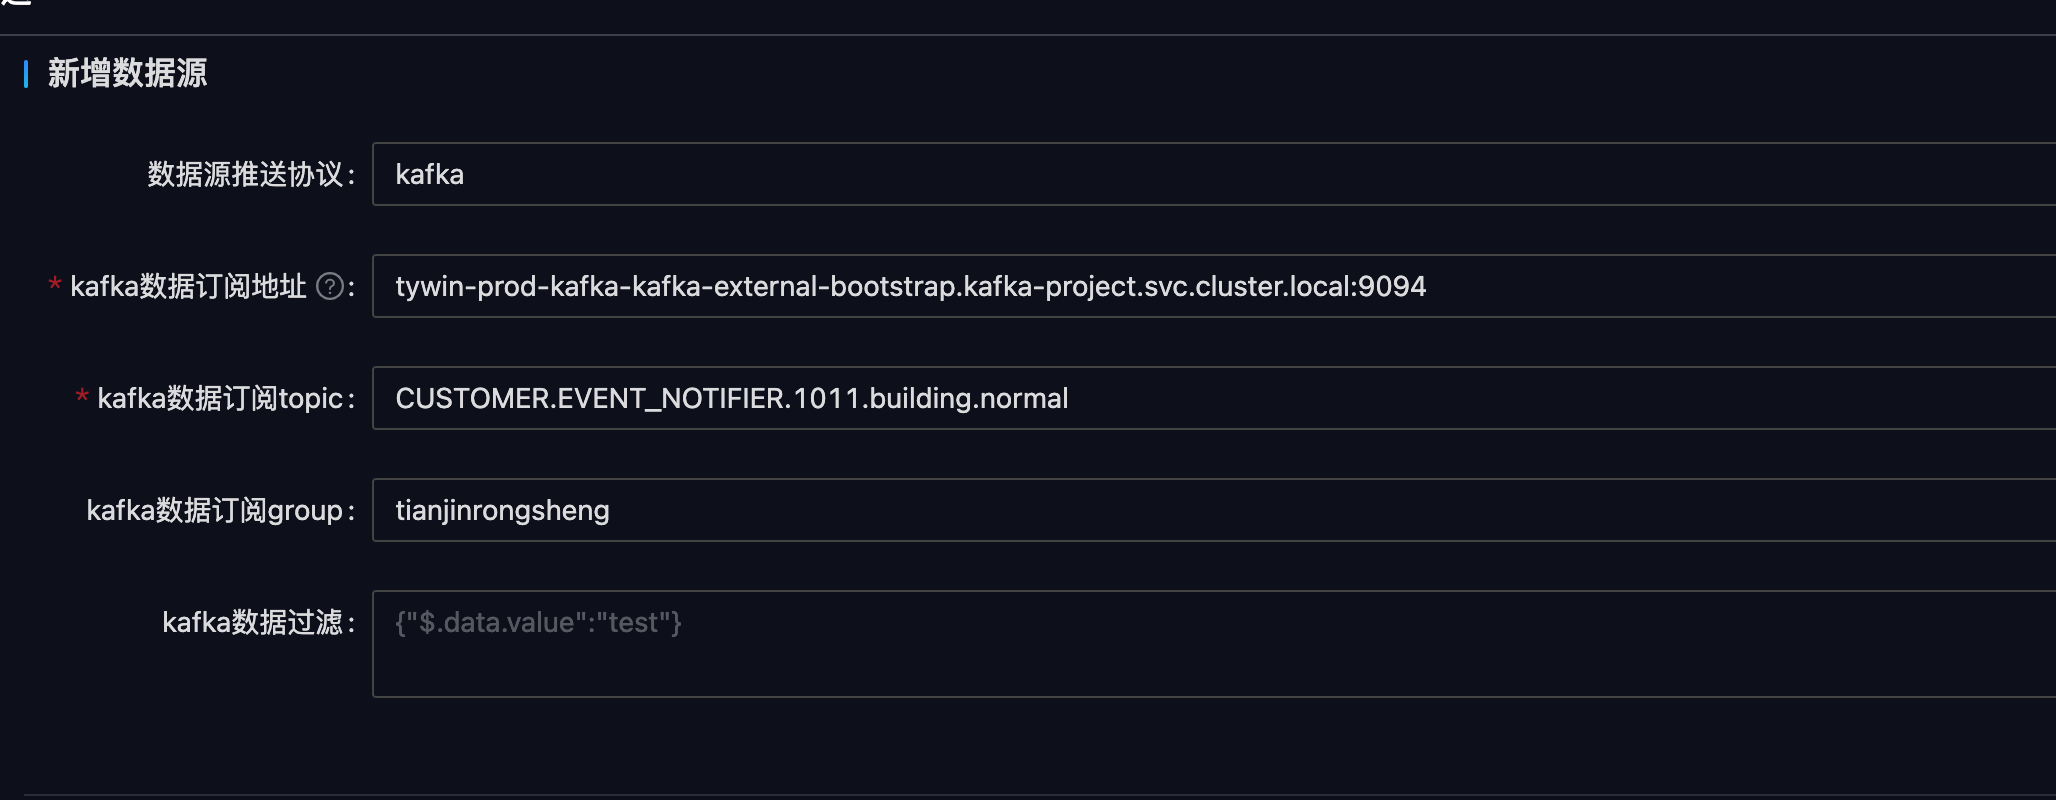 新增数据源
数据源推送协议: kafka
* kafka数据订阅地址 ? : tywin-prod-kafka-kafka-external-bootstrap.kafka-project.svc.cluster.local:9094
* kafka数据订阅topic: CUSTOMER.EVENT_NOTIFIER.1011.building.normal
kafka数据订阅group: tianjinrongsheng
kafka数据过滤: {"$.data.value":"test"}